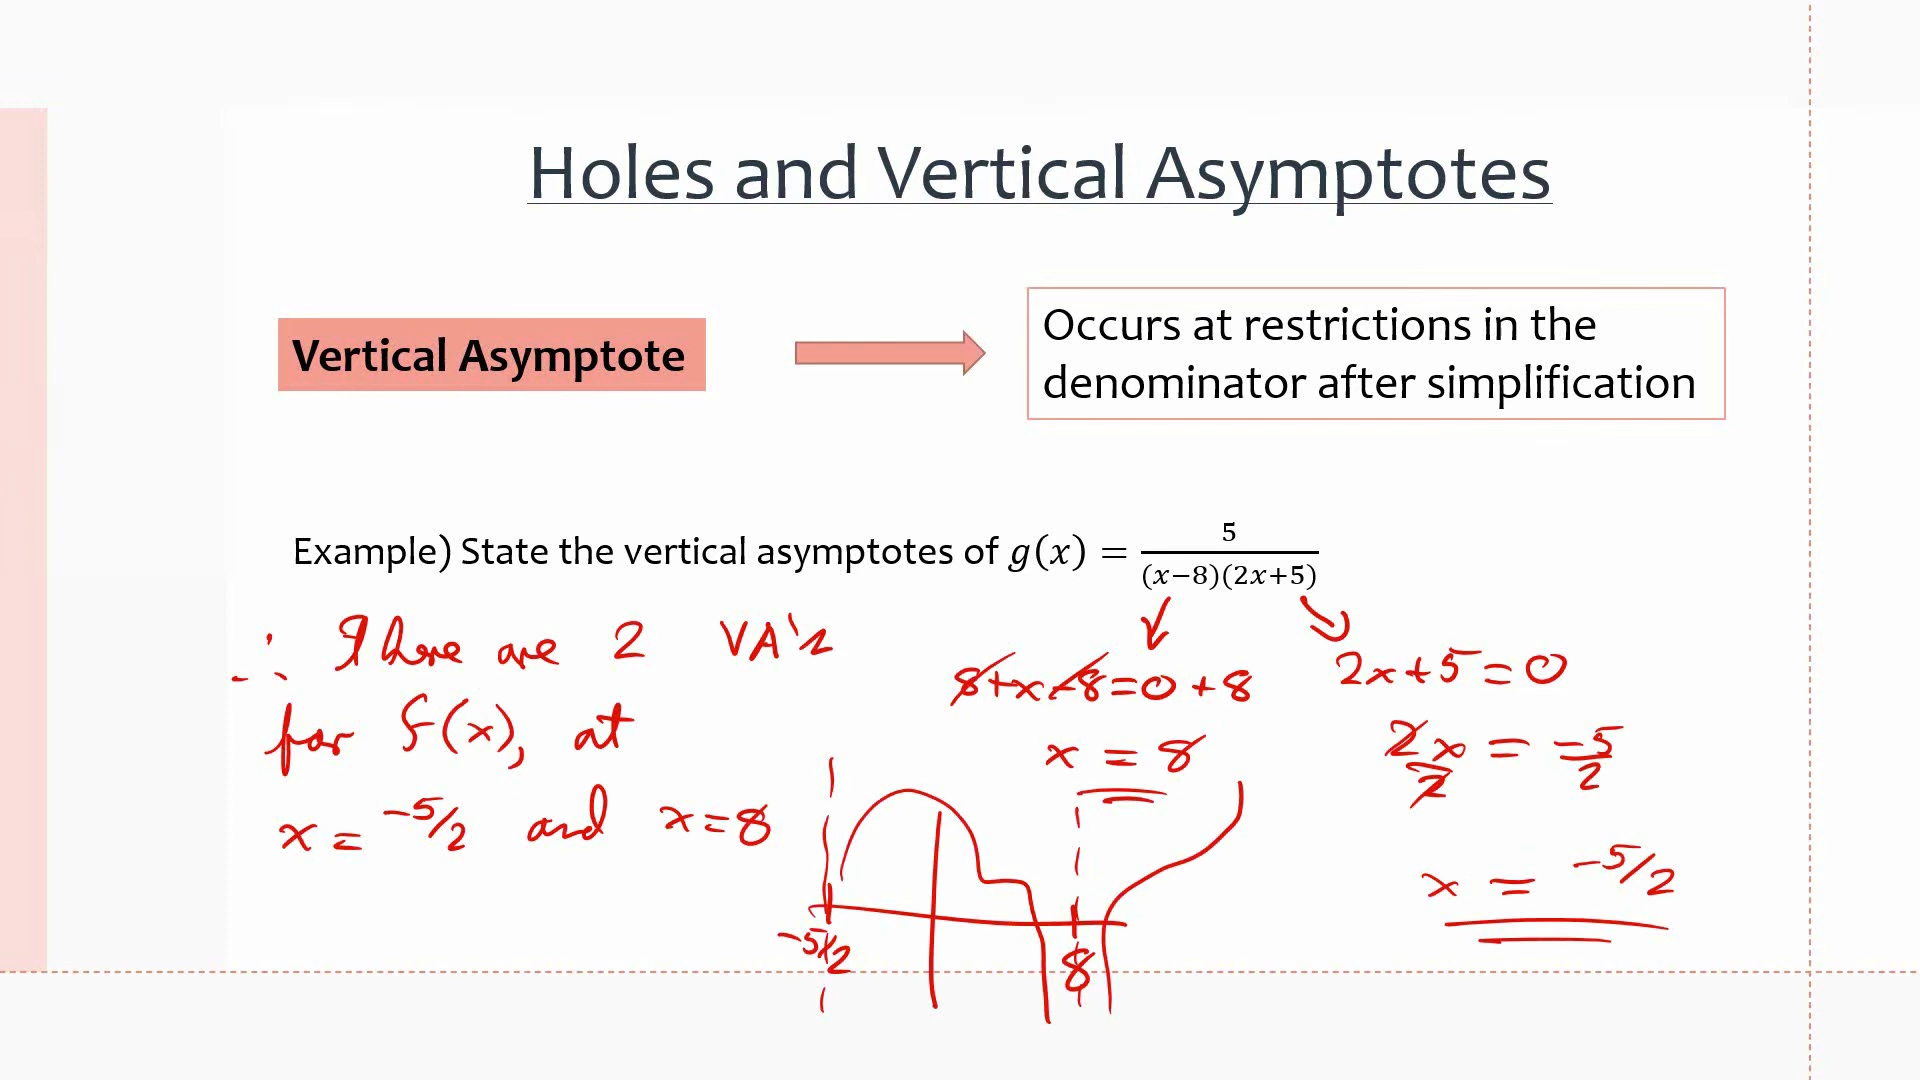 Holes and Vertical Asymptotes
Vertical Asymptote
Occurs at restrictions in the
denominator after simplification
Example) State the vertical asymptotes of g(x) = 5/((x−8)(2x+5))
∴ There are 2 VA's
for f(x), at
x = -5/2 and x=8
8+x-8=0+8
x = 8
2x+5=0
2x/2 = -5/2
x = -5/2
-5/2
8